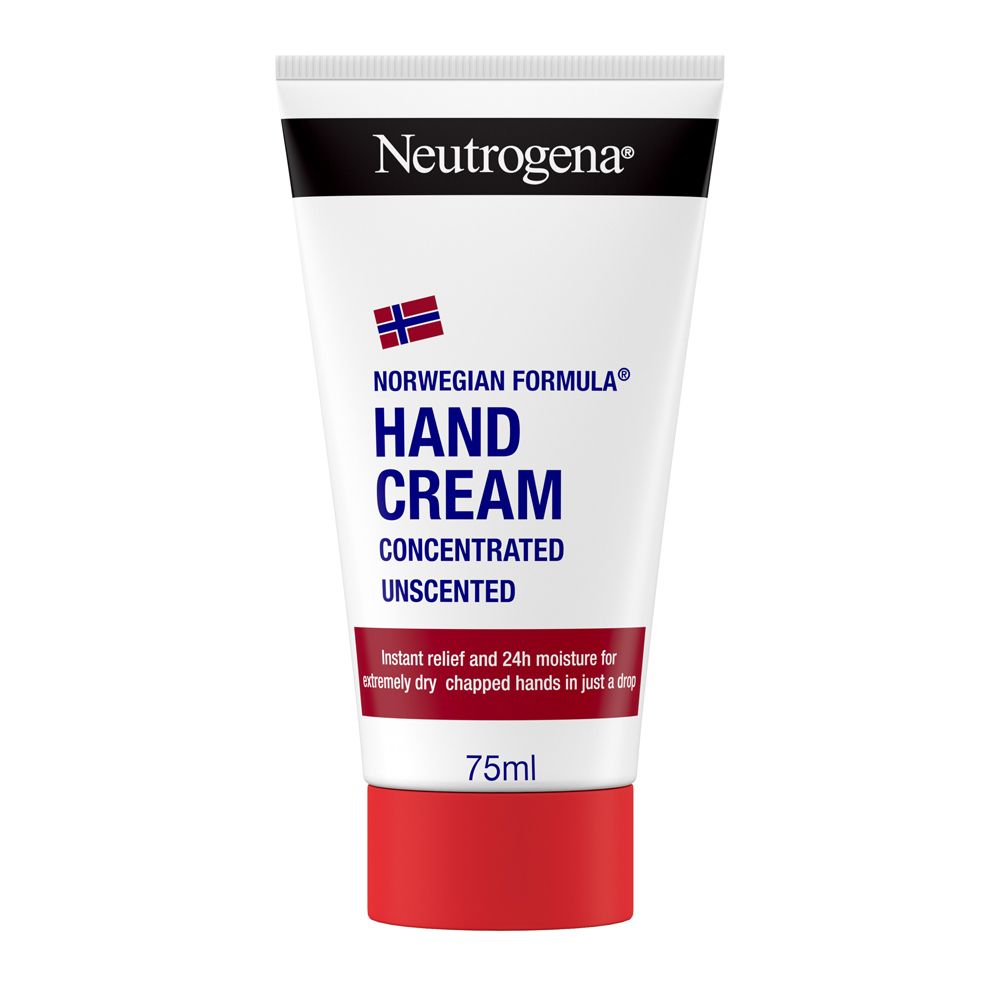 Neutrogena®
NORWEGIAN FORMULA®
HAND
CREAM
CONCENTRATED
UNSCENTED
Instant relief and 24h moisture for
extremely dry chapped hands in just a drop
75ml